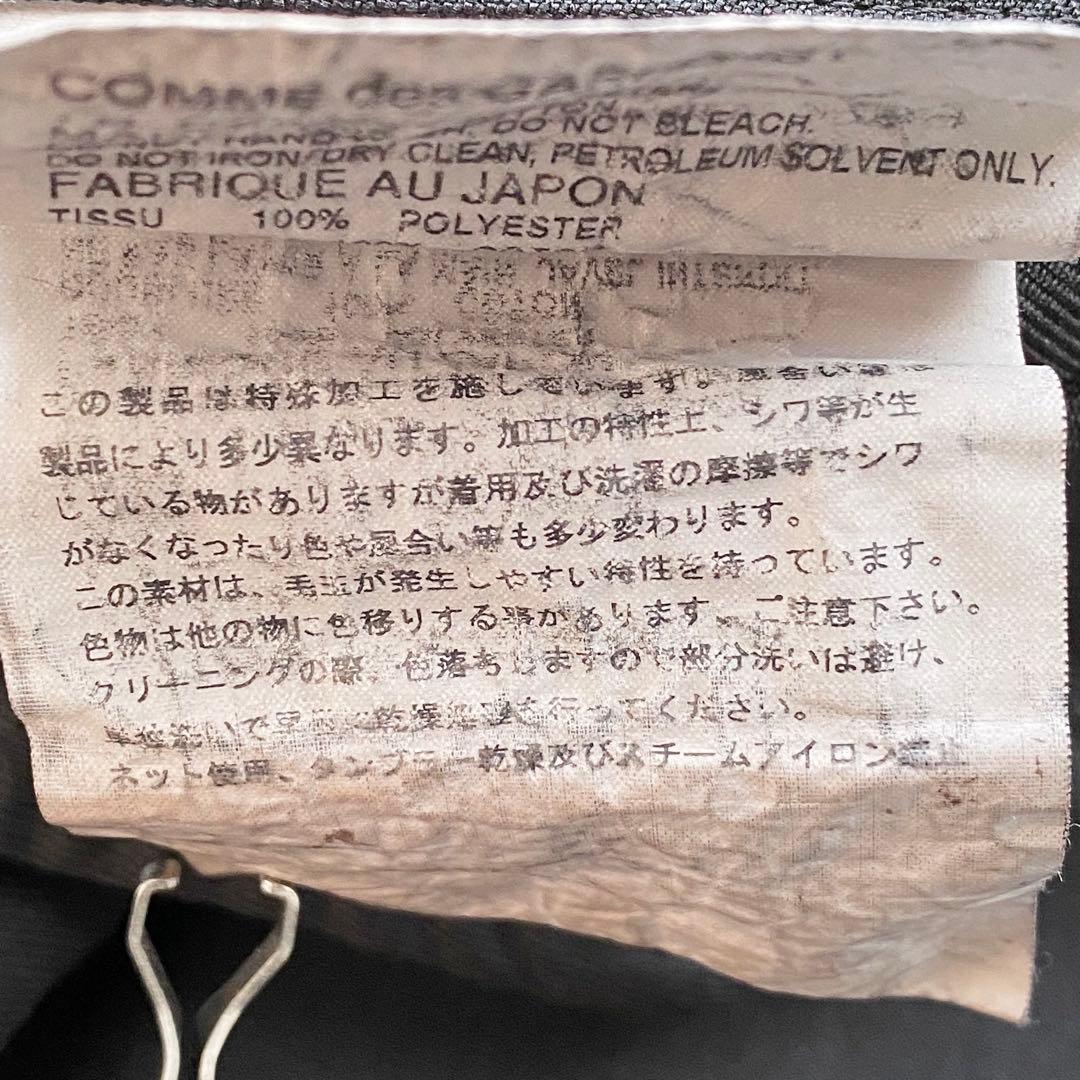 COMME des GAR
HAND DO NOT BLEACH.
DO NOT IRON/DRY CLEAN, PETROLEUM SOLVENT ONLY.
FABRIQUE AU JAPON
TISSU 100% POLYESTER
この製品は特殊加工を施しています。風合い
製品により多少異なります。加工の特性上、シワ等が生
じている物がありますが着用及び洗濯の摩擦等でシワ
がなくなったり色や風合い等も多少変わります。
この素材は、毛玉が発生しやすい特性を持っています。
色物は他の物に色移りする事があります、ご注意下さい。
クリーニングの際、色落ちしますので部分洗いは避け、
洗いで 乾燥 を行ってください。
ネット使用、タンブラー乾燥及びスチームアイロン禁止